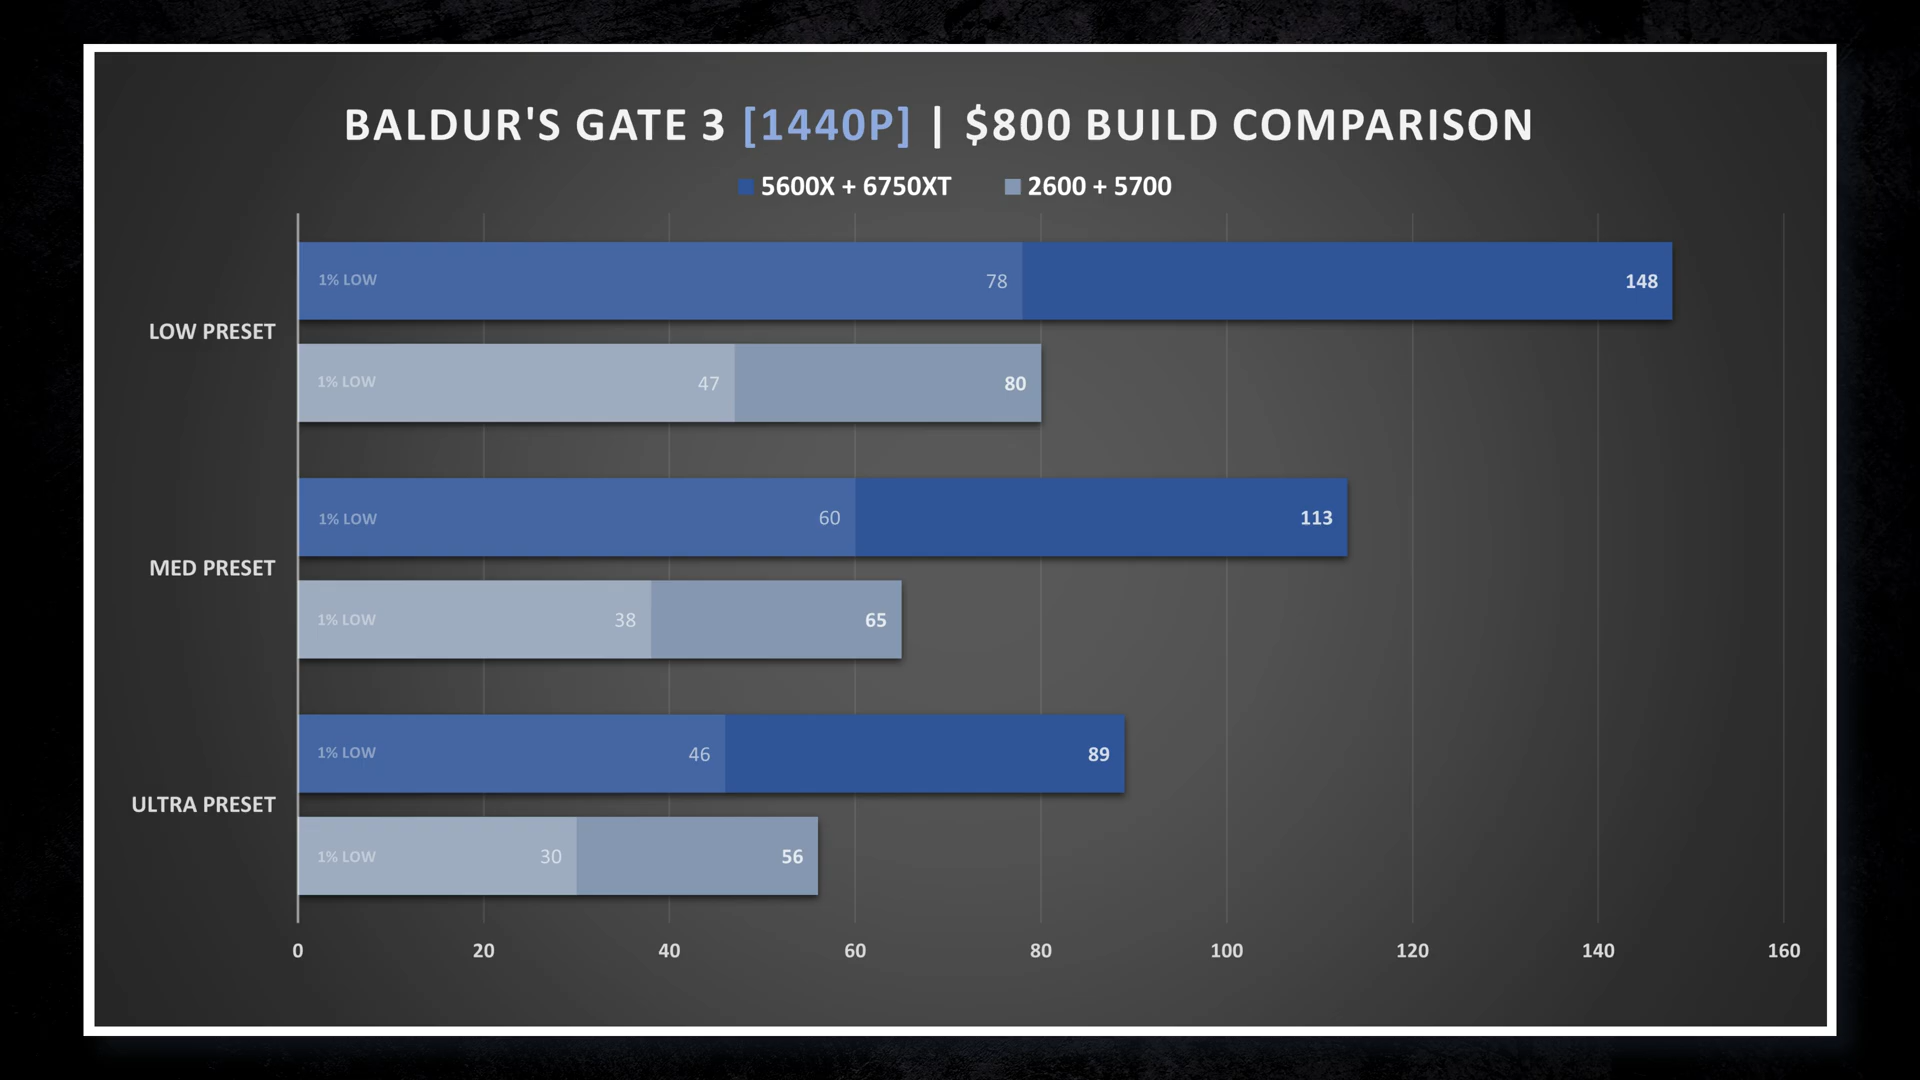 BALDUR'S GATE 3 [1440P] | $800 BUILD COMPARISON
5600X + 6750XT 2600 + 5700
1% LOW 78 148
LOW PRESET
1% LOW 47 80
1% LOW 60 113
MED PRESET
1% LOW 38 65
1% LOW 46 89
ULTRA PRESET
1% LOW 30 56
0 20 40 60 80 100 120 140 160